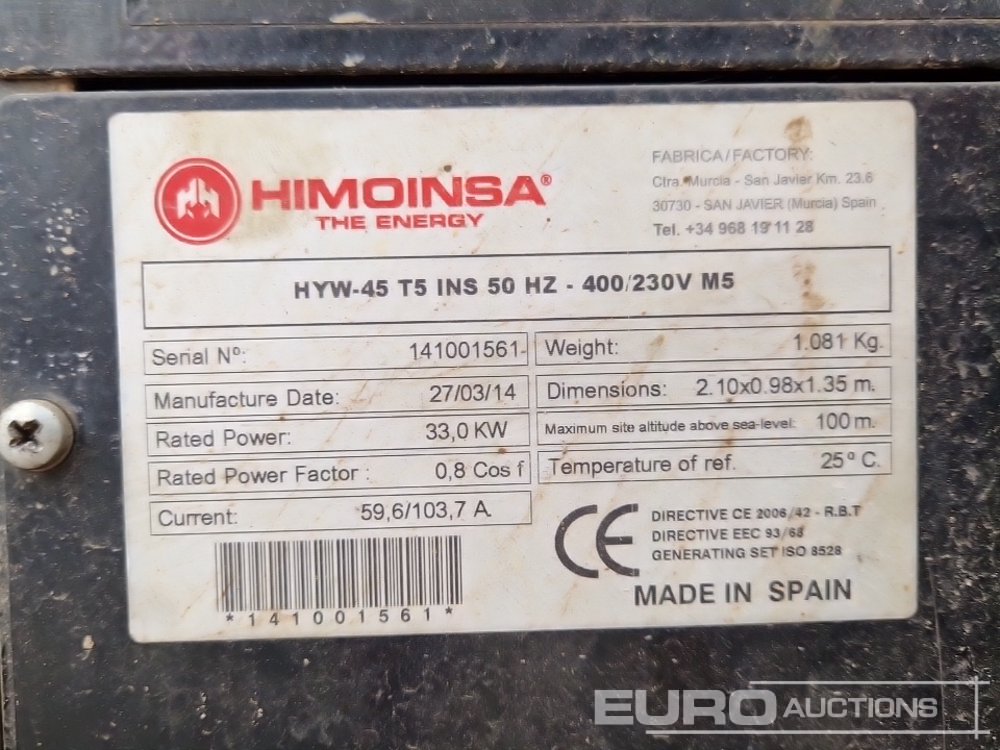 HIMOINSA®
THE ENERGY
FABRICA/FACTORY:
Ctra. Murcia - San Javier Km. 23.6
30730 - SAN JAVIER (Murcia) Spain
Tel. +34 968 19 11 28
HYW-45 T5 INS 50 HZ - 400/230V M5
Serial Nº: 141001561
Manufacture Date: 27/03/14
Rated Power: 33,0 KW
Rated Power Factor : 0,8 Cos f
Current: 59,6/103,7 A
Weight: 1.081 Kg.
Dimensions: 2.10x0.98x1.35 m.
Maximum site altitude above sea-level: 100 m.
Temperature of ref. 25º C.
*141001561*
CE
DIRECTIVE CE 2006/42 - R.B.T
DIRECTIVE EEC 93/68
GENERATING SET ISO 8528
MADE IN SPAIN
EURO AUCTIONS